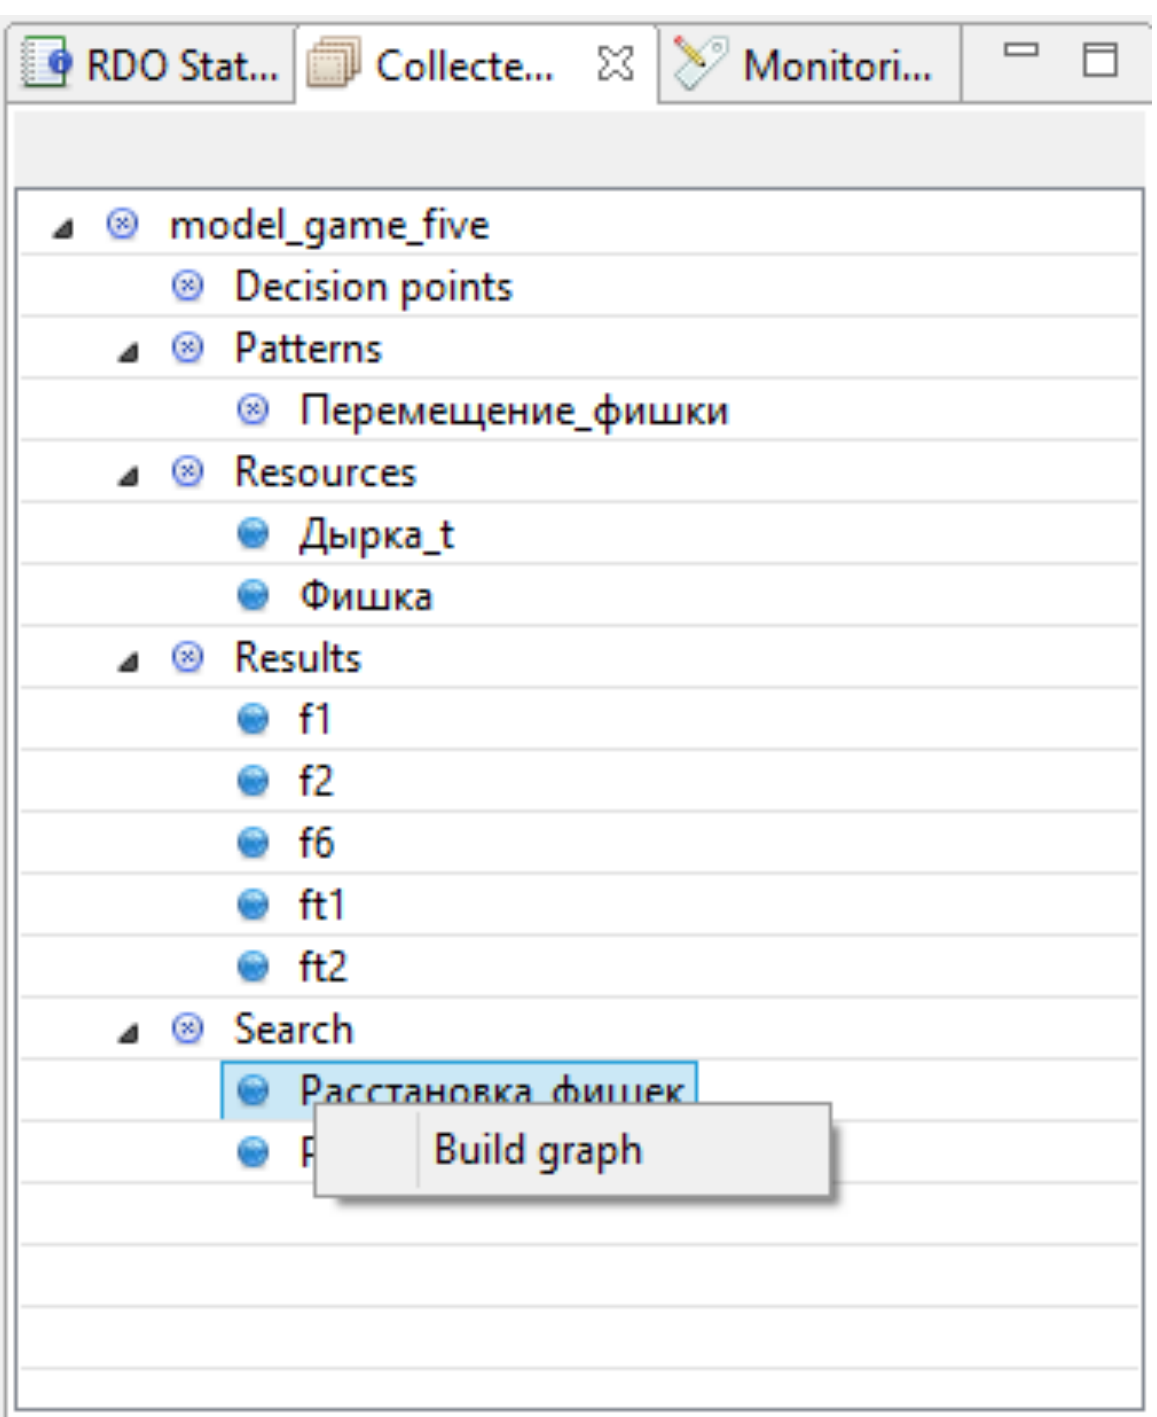 RDO Stat... Collecte... Monitori...
model_game_five
Decision points
Patterns
Перемещение_фишки
Resources
Дырка_t
Фишка
Results
f1
f2
f6
ft1
ft2
Search
Расстановка_фишек
Build graph